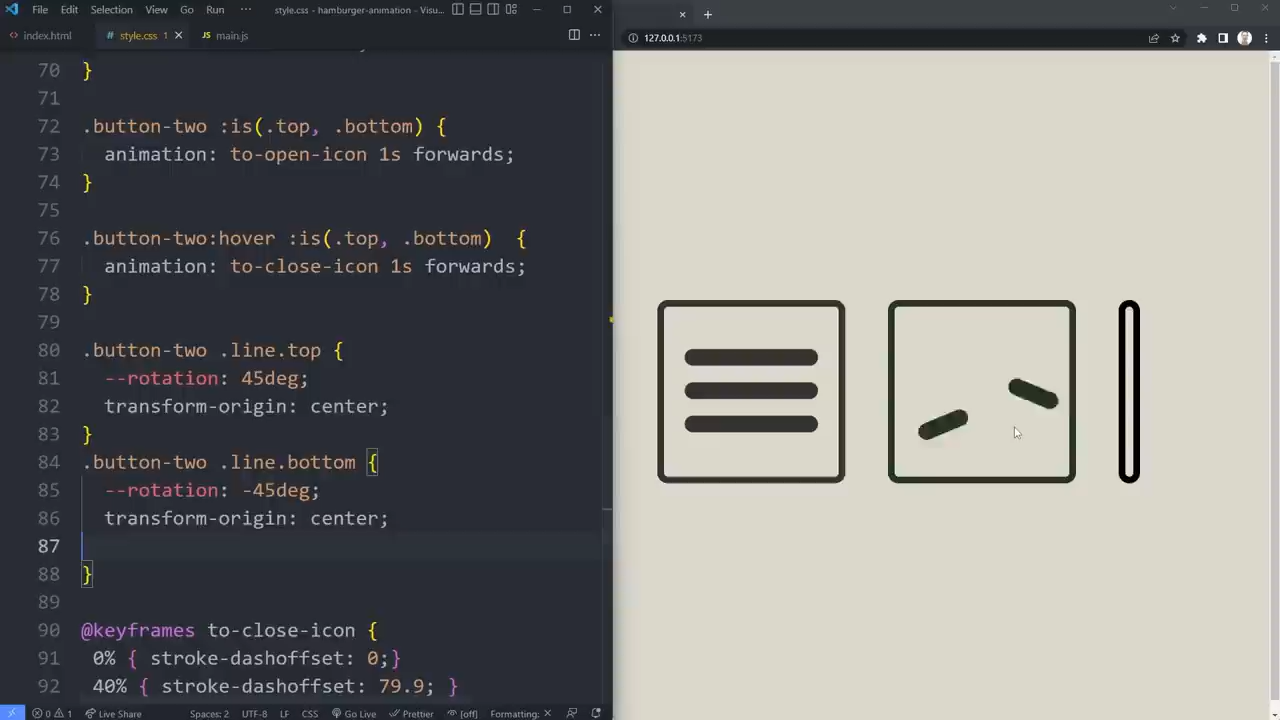 File Edit Selection View Go Run ··· style.css - hamburger-animation - Visu...
index.html style.css 1 main.js
127.0.0.1:5173
70 }
71
72 .button-two :is(.top, .bottom) {
73 animation: to-open-icon 1s forwards;
74 }
75
76 .button-two:hover :is(.top, .bottom)  {
77 animation: to-close-icon 1s forwards;
78 }
79
80 .button-two .line.top {
81 --rotation: 45deg;
82 transform-origin: center;
83 }
84 .button-two .line.bottom {
85 --rotation: -45deg;
86 transform-origin: center;
87
88 }
89
90 @keyframes to-close-icon {
91 0% { stroke-dashoffset: 0;}
92 40% { stroke-dashoffset: 79.9; }
0 1 Live Share Spaces: 2 UTF-8 LF CSS Go Live Prettier [off] Formatting: ×